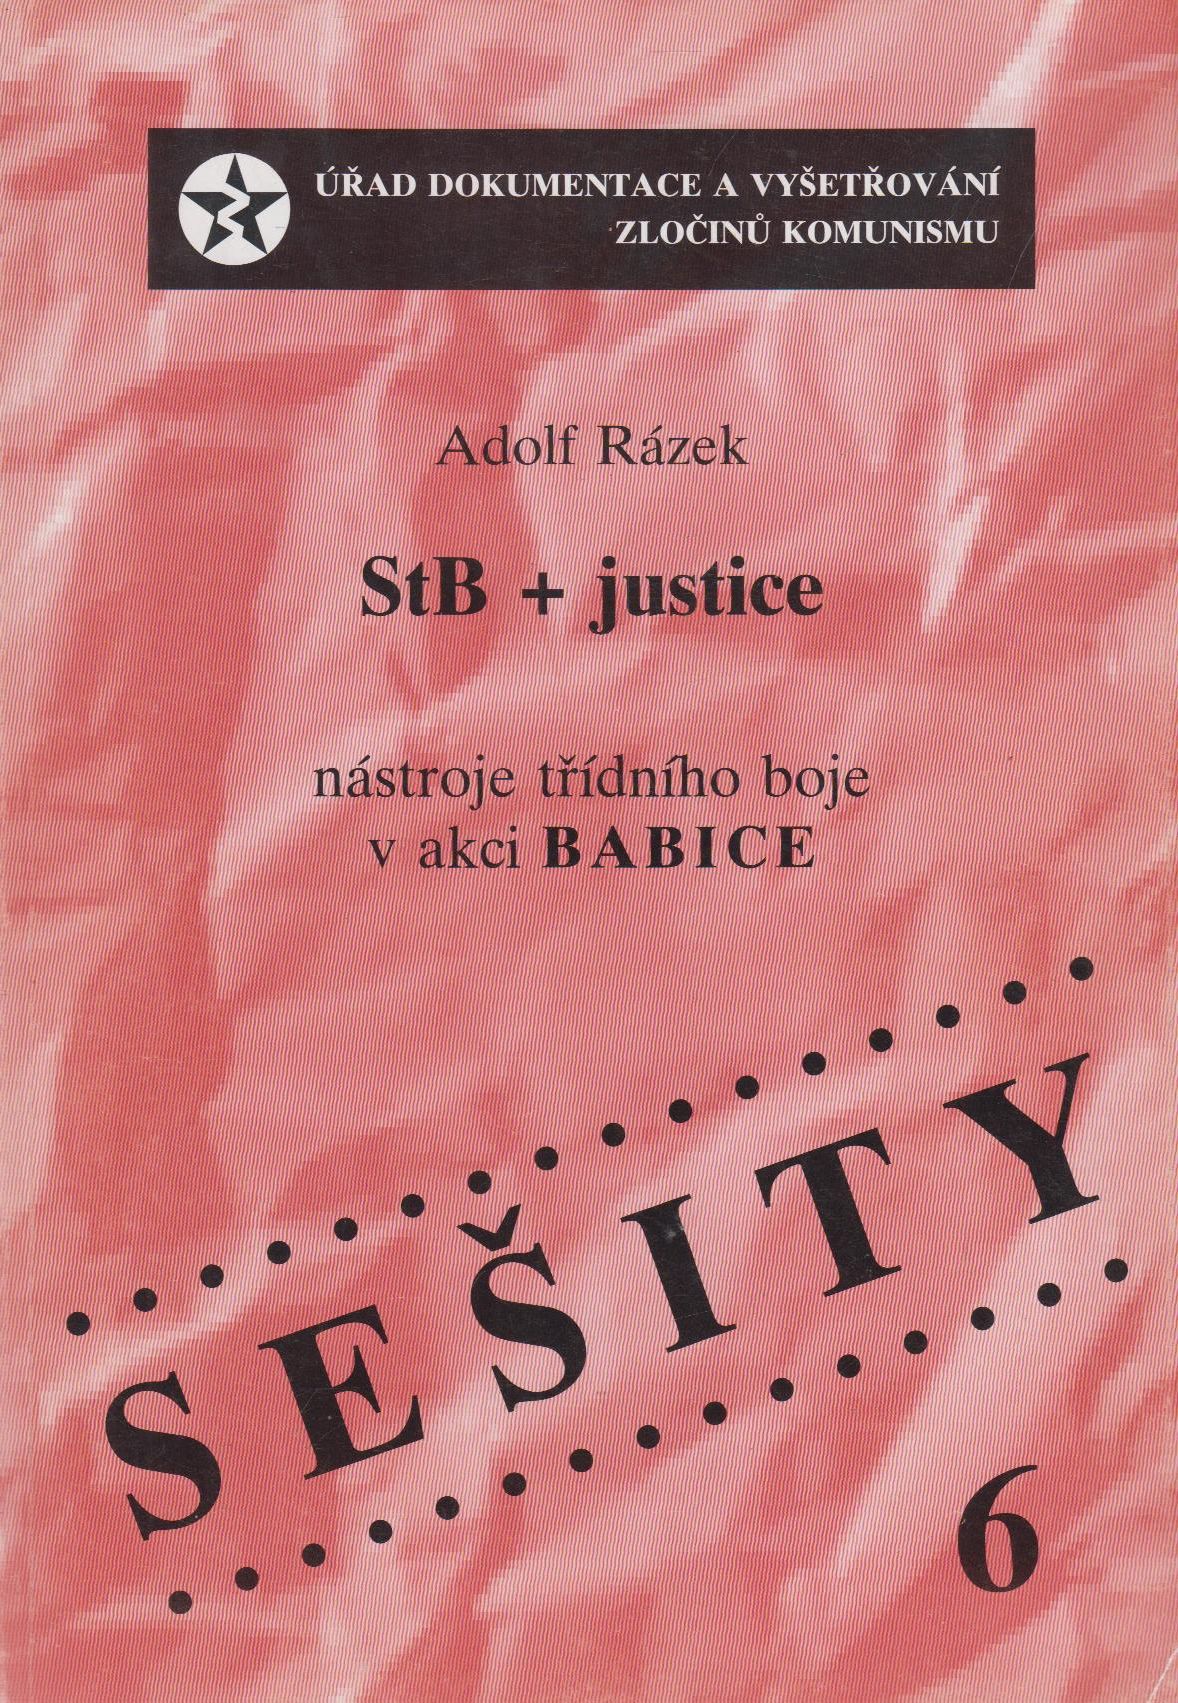 ÚŘAD DOKUMENTACE A VYŠETŘOVÁNÍ
ZLOČINŮ KOMUNISMU
Adolf Rázek
StB + justice
nástroje třídního boje
v akci BABICE
SEŠITY
6